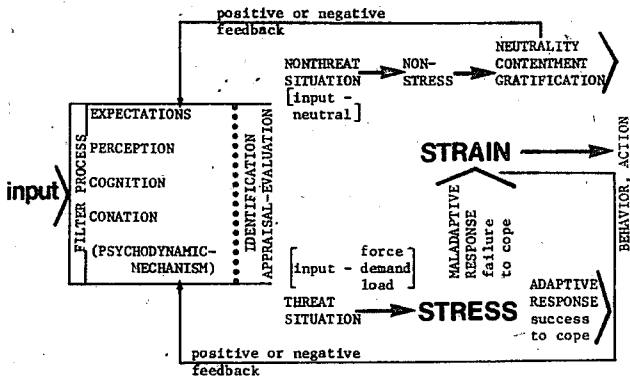 positive or negative
feedback
NEUTRALITY
CONTENTMENT
GRATIFICATION
NONTHREAT
SITUATION
[input -
neutral]
NON-
STRESS
input
FILTER PROCESS
EXPECTATIONS
PERCEPTION
COGNITION
CONATION
(PSYCHODYNAMIC-
MECHANISM)
IDENTIFICATION
APPRAISAL-EVALUATION
STRAIN
BEHAVIOR, ACTION
MALADAPTIVE
RESPONSE
failure
to cope
force
[input - demand]
load
THREAT
SITUATION
STRESS
ADAPTIVE
RESPONSE
success
to cope
positive or negative
feedback